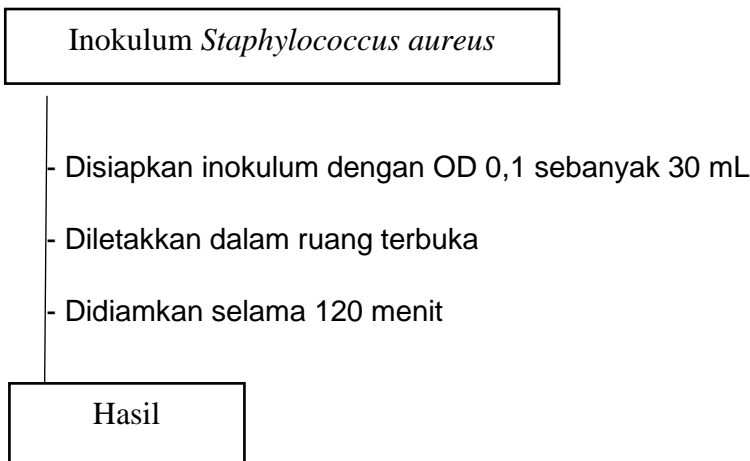 Inokulum Staphylococcus aureus
- Disiapkan inokulum dengan OD 0,1 sebanyak 30 mL
- Diletakkan dalam ruang terbuka
- Didiamkan selama 120 menit
Hasil